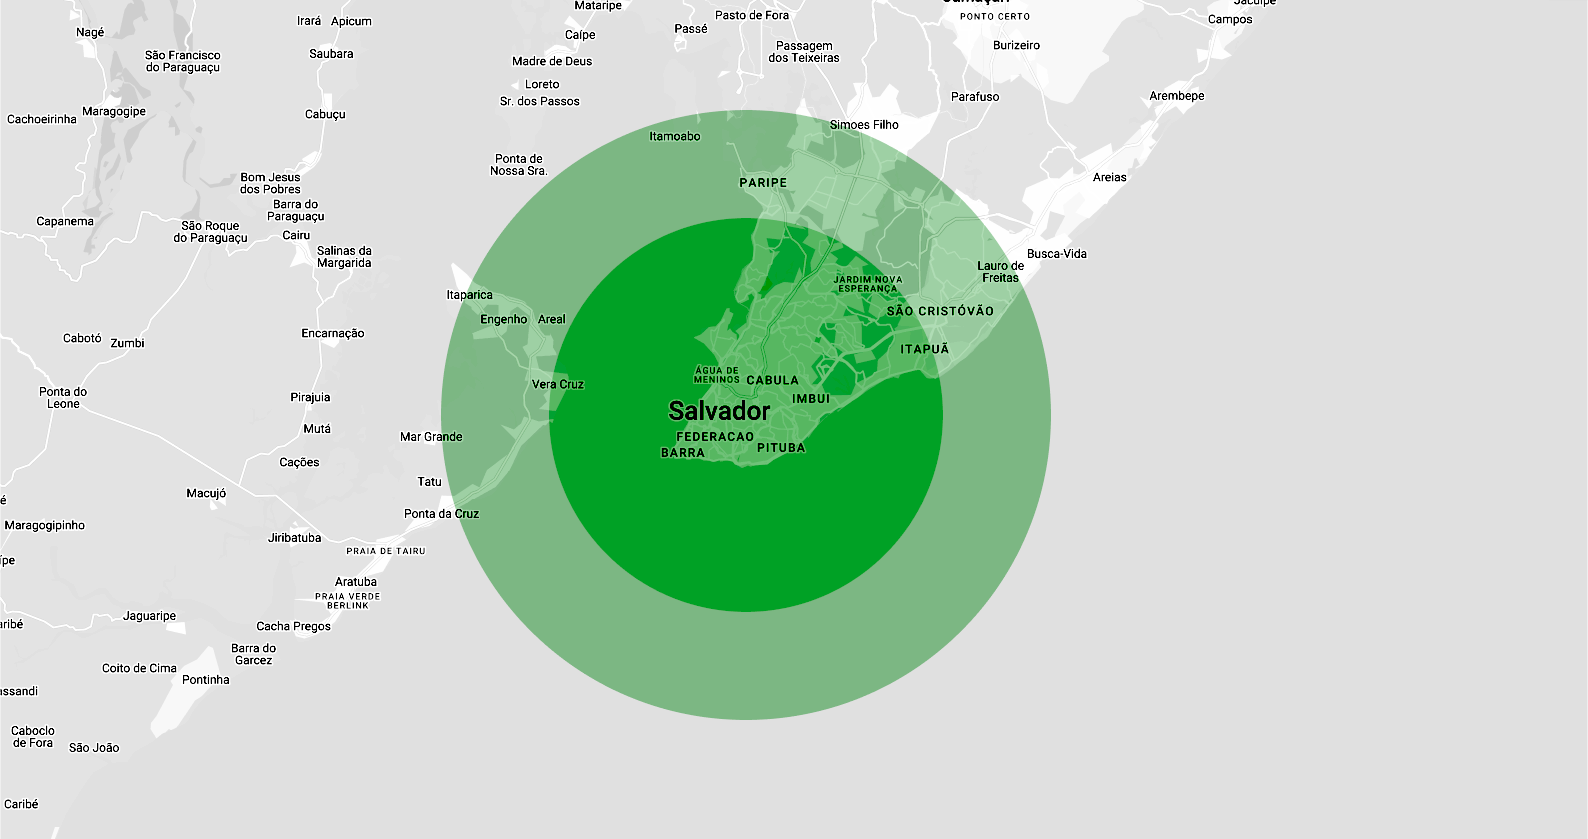 Jacuípe
Camaçari
Mataripe
Campos
Pasto de Fora
PONTO CERTO
Irará
Apicum
Nagé
Caípe
Passé
Burizeiro
Saubara
Passagem
dos Teixeiras
São Francisco
do Paraguaçu
Madre de Deus
Loreto
Sr. dos Passos
Parafuso
Arembepe
Maragogipe
Cabuçu
Cachoeirinha
Simoes Filho
Itamoabo
Ponta de
Nossa Sra.
Bom Jesus
dos Pobres
PARIPE
Areias
Barra do
Paraguaçu
Capanema
São Roque
do Paraguaçu
Cairu
Salinas da
Margarida
Busca-Vida
Lauro de
Freitas
JARDIM NOVA
ESPERANÇA
Itaparica
SÃO CRISTÓVÃO
Engenho
Areal
Encarnação
Cabotó
Zumbi
ITAPUÃ
ÁGUA DE
MENINOS
CABULA
Vera Cruz
Ponta do
Leone
Pirajuia
IMBUI
Salvador
Mutá
Mar Grande
FEDERACAO
PITUBA
BARRA
Cações
Tatu
Macujó
é
Ponta da Cruz
Maragogipinho
Jiribatuba
PRAIA DE TAIRU
ípe
Aratuba
PRAIA VERDE
BERLINK
Jaguaripe
aribé
Cacha Pregos
Barra do
Garcez
Coito de Cima
Pontinha
assandi
Caboclo
de Fora
São João
Caribé